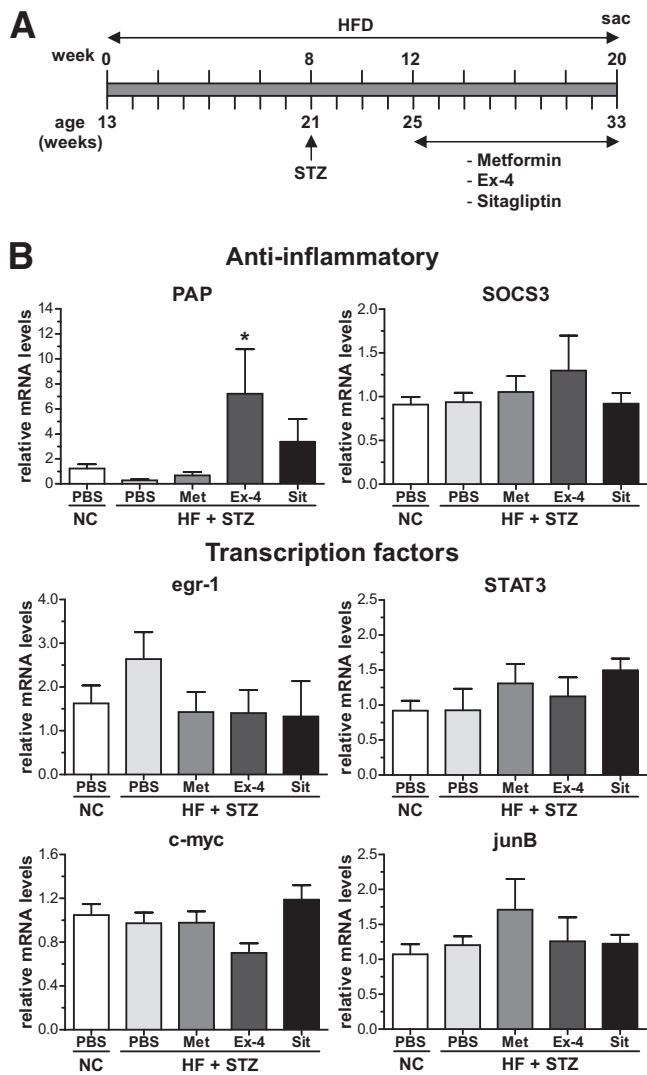 A
HFD
sac
week 0 8 12 20
13 21 25 33
age
(weeks)
STZ
- Metformin
- Ex-4
- Sitagliptin
B
Anti-inflammatory
PAP
relative mRNA levels
14
12
10
8
6
4
2
0
*
PBS PBS Met Ex-4 Sit
NC HF + STZ
SOCS3
relative mRNA levels
2.0
1.5
1.0
0.5
0.0
PBS PBS Met Ex-4 Sit
NC HF + STZ
Transcription factors
egr-1
relative mRNA levels
4.0
3.0
2.0
1.0
0.0
PBS PBS Met Ex-4 Sit
NC HF + STZ
STAT3
relative mRNA levels
2.5
2.0
1.5
1.0
0.5
0.0
PBS PBS Met Ex-4 Sit
NC HF + STZ
c-myc
relative mRNA levels
1.6
1.2
0.8
0.4
0.0
PBS PBS Met Ex-4 Sit
NC HF + STZ
junB
relative mRNA levels
2.5
2.0
1.5
1.0
0.5
0.0
PBS PBS Met Ex-4 Sit
NC HF + STZ